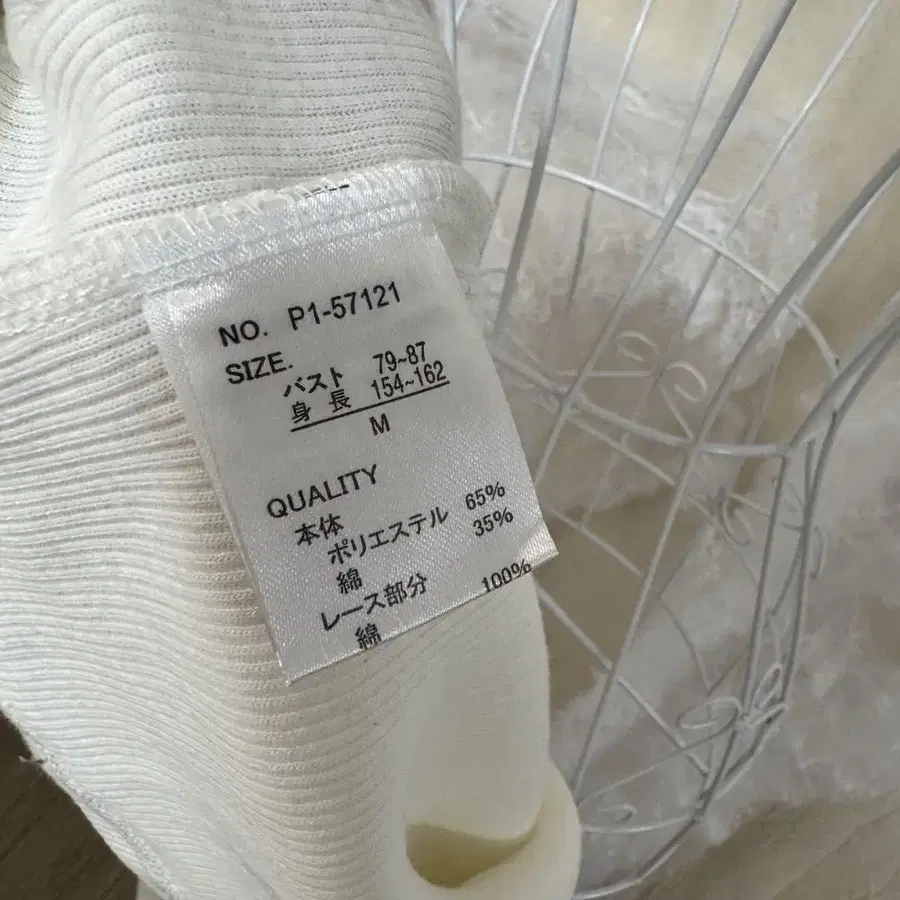 NO. P1-57121
SIZE.
バスト 79~87
身長 154~162
M
QUALITY
本体
ポリエステル 65%
綿 35%
レース部分
綿 100%